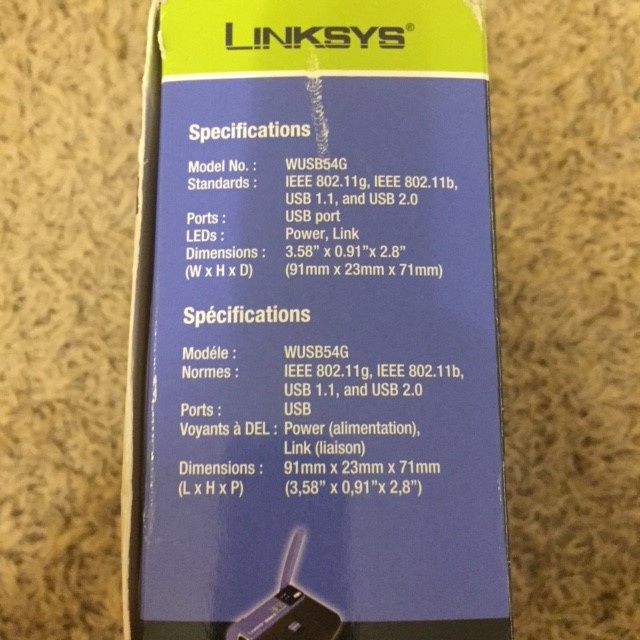 LINKSYS®
Specifications
Model No. : WUSB54G
Standards : IEEE 802.11g, IEEE 802.11b,
USB 1.1, and USB 2.0
Ports : USB port
LEDs : Power, Link
Dimensions : 3.58” x 0.91”x 2.8”
(W x H x D) (91mm x 23mm x 71mm)
Spécifications
Modéle : WUSB54G
Normes : IEEE 802.11g, IEEE 802.11b,
USB 1.1, and USB 2.0
Ports : USB
Voyants à DEL : Power (alimentation),
Link (liaison)
Dimensions : 91mm x 23mm x 71mm
(L x H x P) (3,58” x 0,91”x 2,8”)